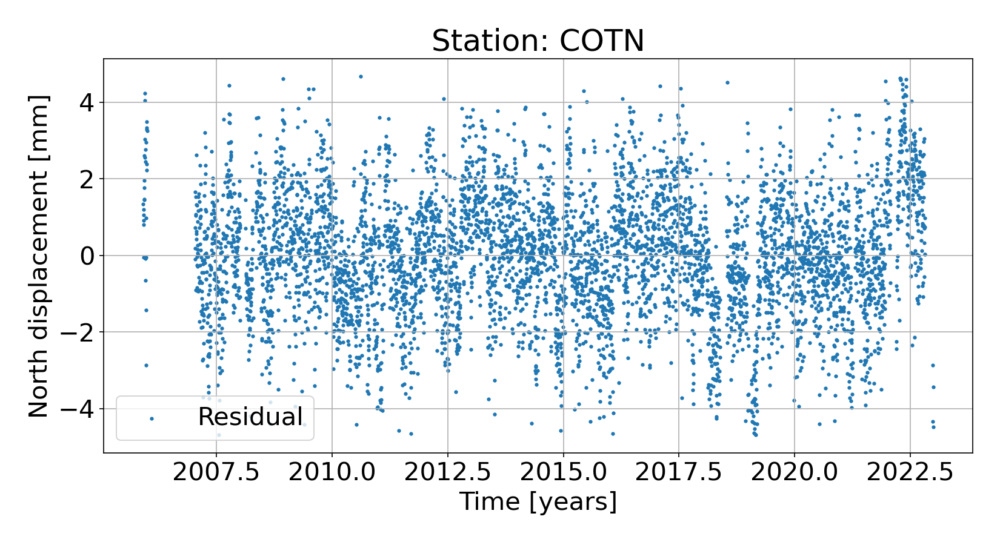 Station: COTN
North displacement [mm]
4
2
0
−2
−4
Residual
2007.5 2010.0 2012.5 2015.0 2017.5 2020.0 2022.5
Time [years]